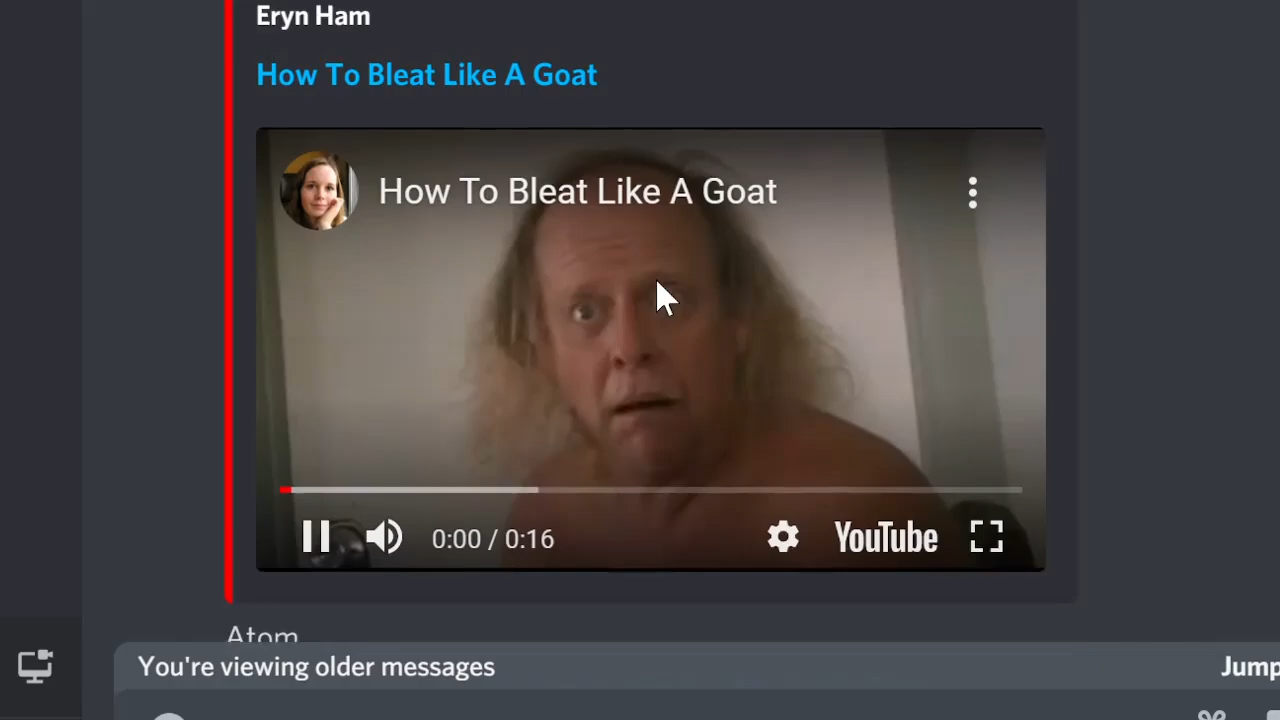 Eryn Ham
How To Bleat Like A Goat
How To Bleat Like A Goat
0:00 / 0:16
YouTube
Atom
You're viewing older messages
Jump